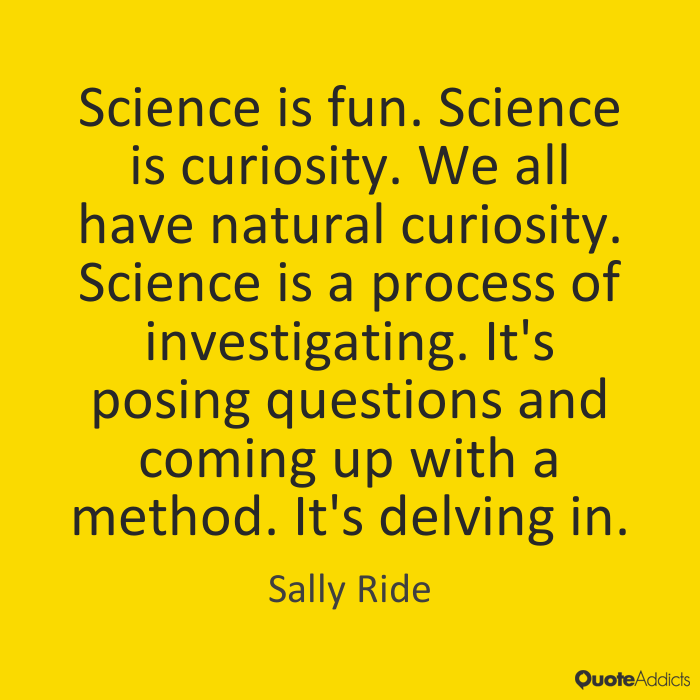 Science is fun. Science
is curiosity. We all
have natural curiosity.
Science is a process of
investigating. It's
posing questions and
coming up with a
method. It's delving in.
Sally Ride
QuoteAddicts